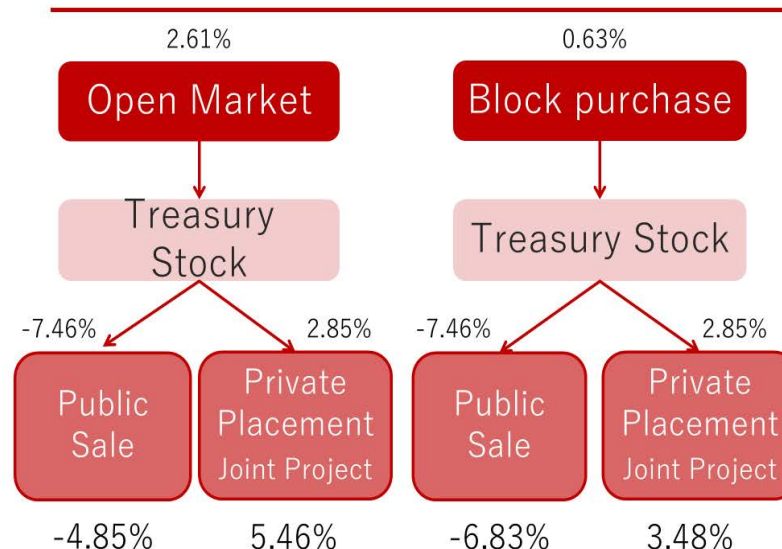 2.61% 0.63%
Open Market Block purchase
Treasury
Stock
Treasury Stock
-7.46% 2.85% -7.46% 2.85%
Public
Sale
Private
Placement
Joint Project
Public
Sale
Private
Placement
Joint Project
-4.85% 5.46% -6.83% 3.48%